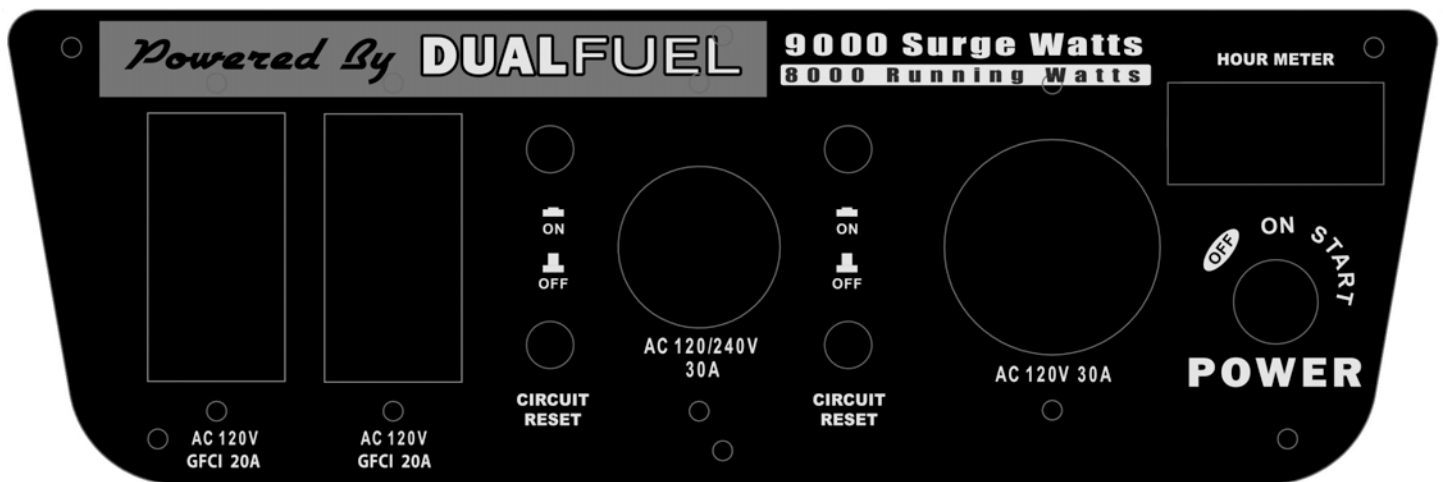 Powered By DUALFUEL
9000 Surge Watts
8000 Running Watts
HOUR METER
ON
OFF
ON
OFF
OFF ON START
AC 120/240V
30A
AC 120V 30A
POWER
CIRCUIT
RESET
CIRCUIT
RESET
AC 120V
GFCI 20A
AC 120V
GFCI 20A